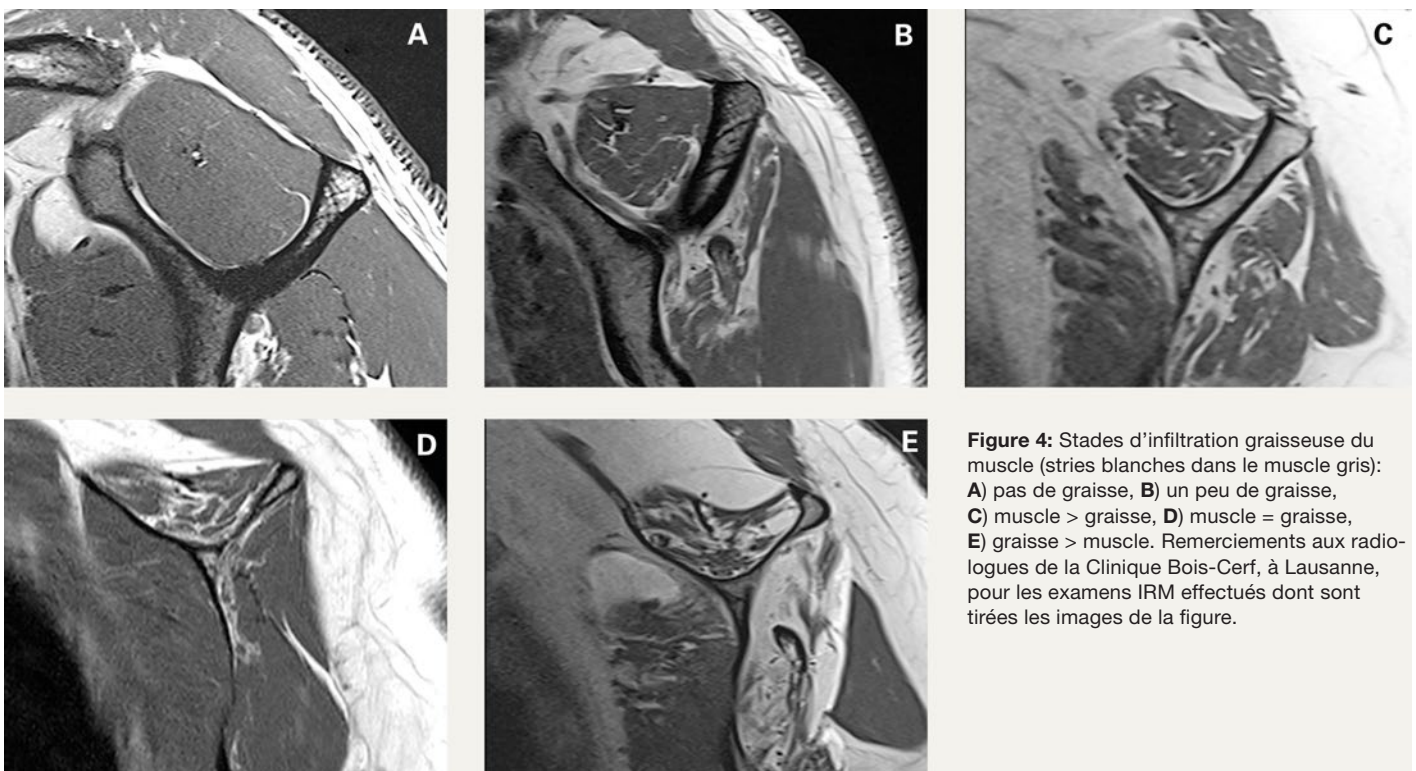 A
B
C
D
E
Figure 4: Stades d'infiltration graisseuse du
muscle (stries blanches dans le muscle gris):
A) pas de graisse, B) un peu de graisse,
C) muscle > graisse, D) muscle = graisse,
E) graisse > muscle. Remerciements aux radio-
logues de la Clinique Bois-Cerf, à Lausanne,
pour les examens IRM effectués dont sont
tirées les images de la figure.